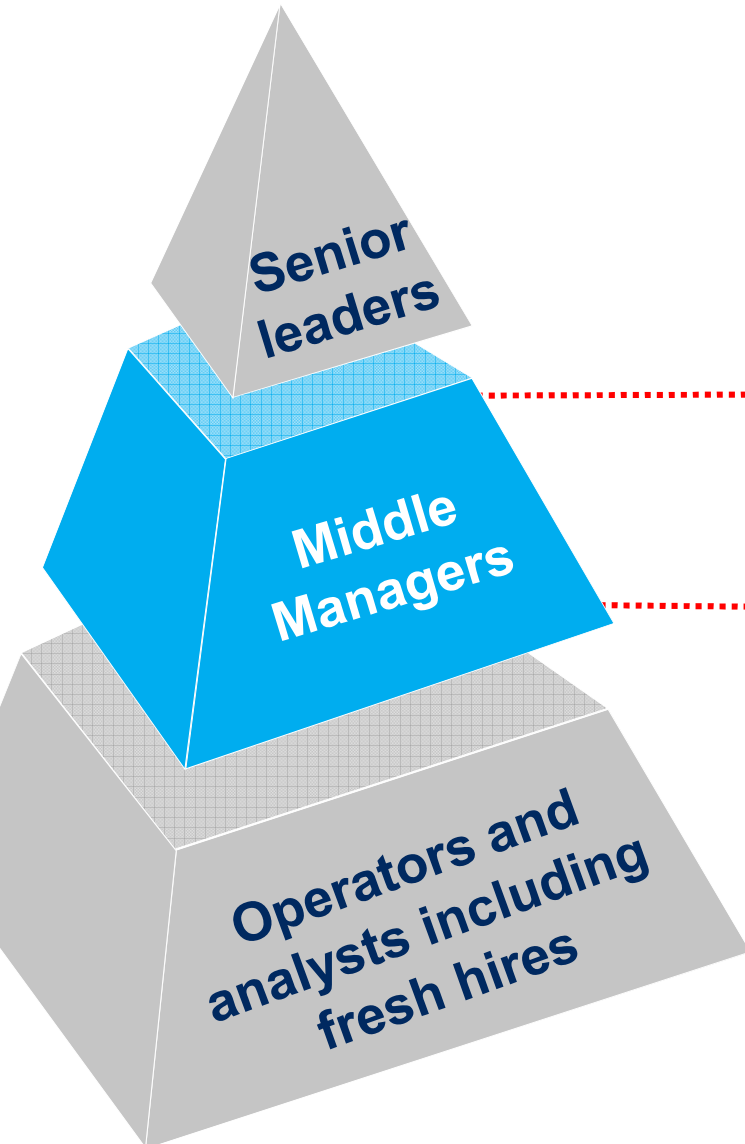 Senior
leaders
Middle
Managers
Operators and
analysts including
fresh hires